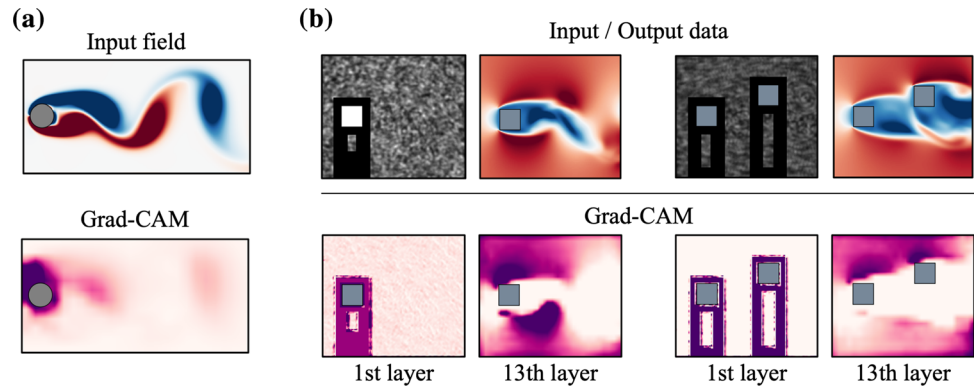 (a)
Input field
Grad-CAM
(b)
Input / Output data
Grad-CAM
1st layer
13th layer
1st layer
13th layer